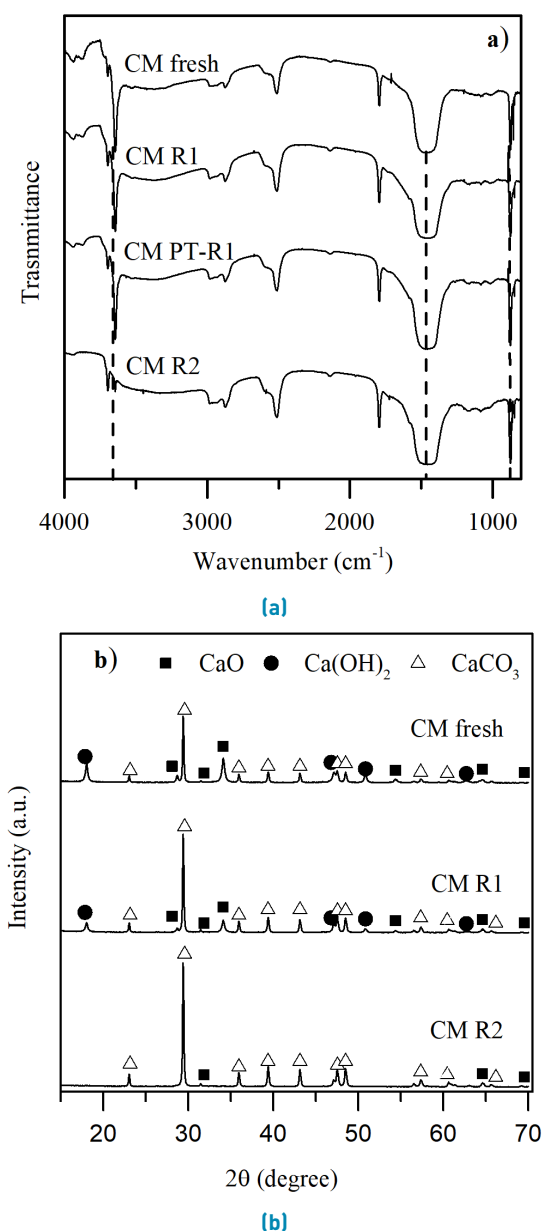 a)
CM fresh
CM R1
CM PT-R1
CM R2
Trasnmittance
4000 3000 2000 1000
Wavenumber (cm⁻¹)
(a)
b) ■ CaO ● Ca(OH)₂ △ CaCO₃
CM fresh
CM R1
CM R2
Intensity (a.u.)
20 30 40 50 60 70
2θ (degree)
(b)